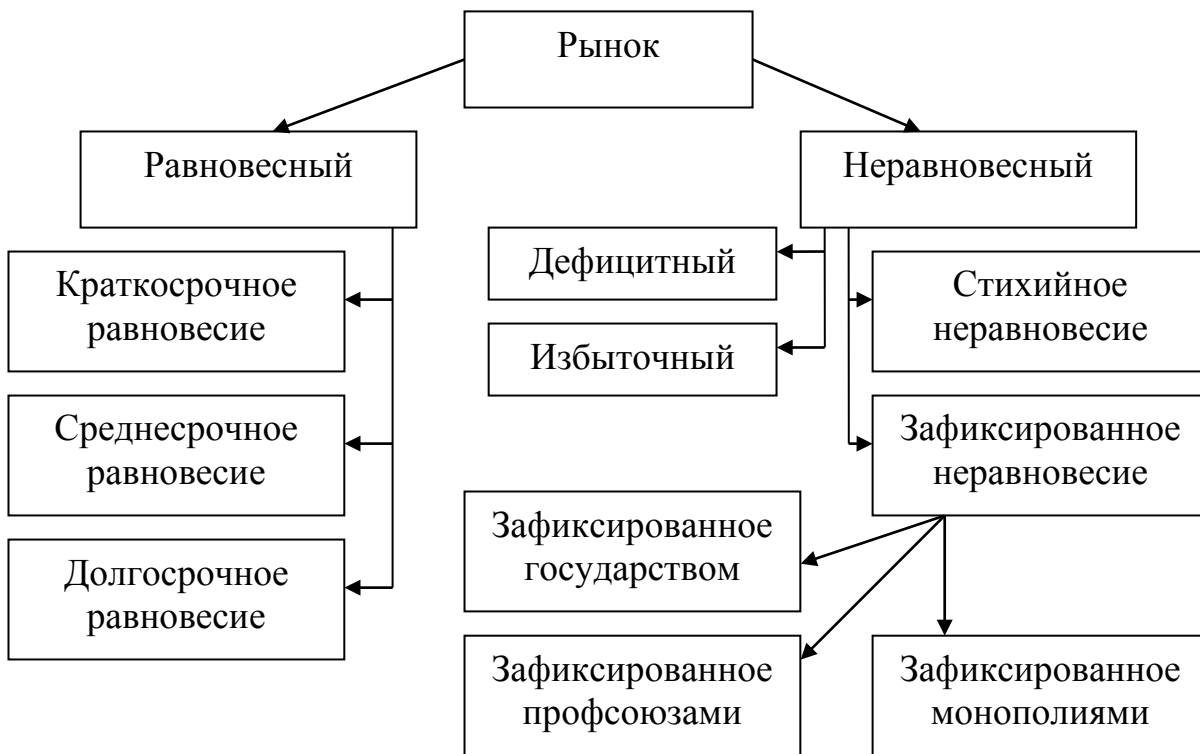 Рынок
Равновесный
Неравновесный
Краткосрочное
равновесие
Среднесрочное
равновесие
Долгосрочное
равновесие
Дефицитный
Избыточный
Стихийное
неравновесие
Зафиксированное
неравновесие
Зафиксированное
государством
Зафиксированное
профсоюзами
Зафиксированное
монополиями